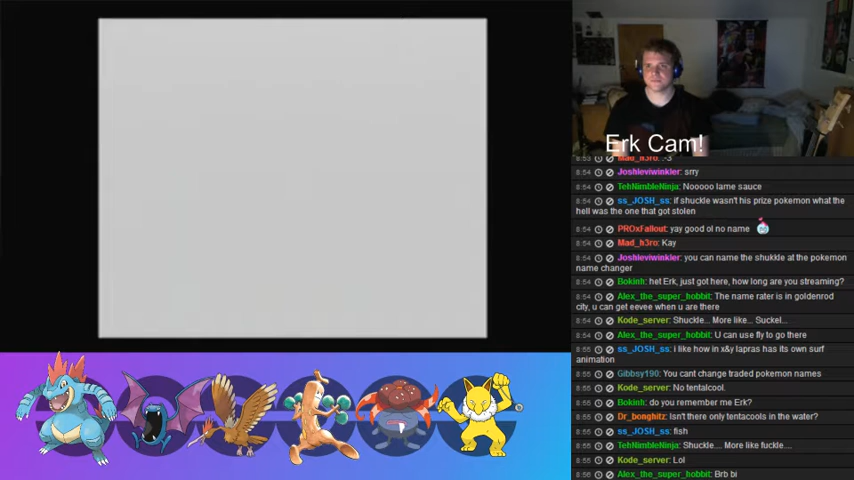 Erk Cam!
8:53 Mad_h3ro: :-3
8:54 Joshleviwinkler: srry
8:54 TehNimbleNinja: Nooooo lame sauce
8:54 ss_JOSH_ss: if shuckle wasn't his prize pokemon what the
hell was the one that got stolen
8:54 PROxFallout: yay good ol no name
8:54 Mad_h3ro: Kay
8:54 Joshleviwinkler: you can name the shukkle at the pokemon
name changer
8:54 Bokinh: het Erk, just got here, how long are you streaming?
8:54 Alex_the_super_hobbit: The name rater is in goldenrod
city, u can get eevee when u are there
8:54 Kode_server: Shuckle... More like... Suckel...
8:54 Alex_the_super_hobbit: U can use fly to go there
8:55 ss_JOSH_ss: i like how in x&y lapras has its own surf
animation
8:55 Gibbsy190: You cant change traded pokemon names
8:55 Kode_server: No tentalcool.
8:55 Bokinh: do you remember me Erk?
8:55 Dr_bonghitz: Isn't there only tentacools in the water?
8:55 ss_JOSH_ss: fish
8:55 TehNimbleNinja: Shuckle.... More like fuckle....
8:55 Kode_server: Lol
8:56 Alex_the_super_hobbit: Brb bi